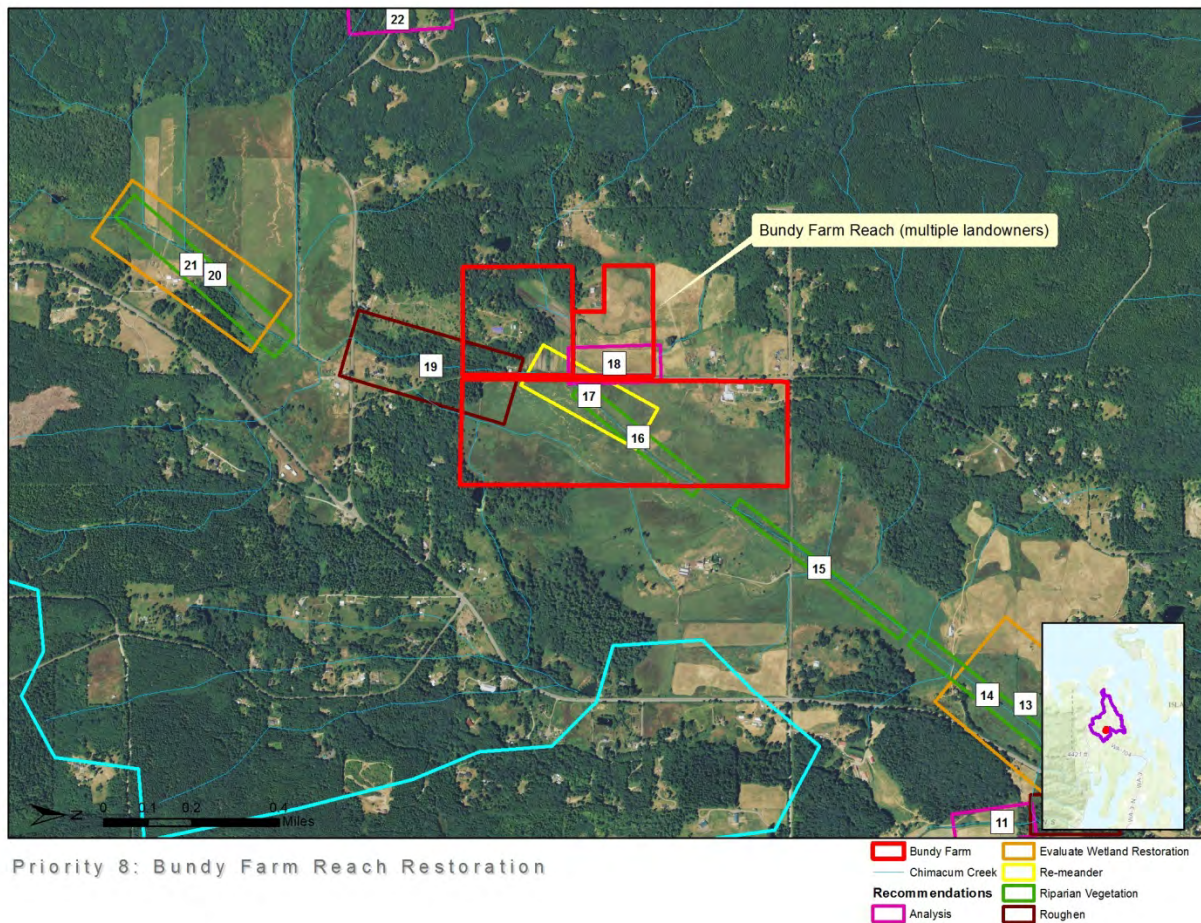 22
Bundy Farm Reach (multiple landowners)
21
20
19
18
17
16
15
14
13
11
N
0 0.1 0.2 0.4
Miles
Priority 8: Bundy Farm Reach Restoration
Bundy Farm
Chimacum Creek
Recommendations
Analysis
Evaluate Wetland Restoration
Re-meander
Riparian Vegetation
Roughen